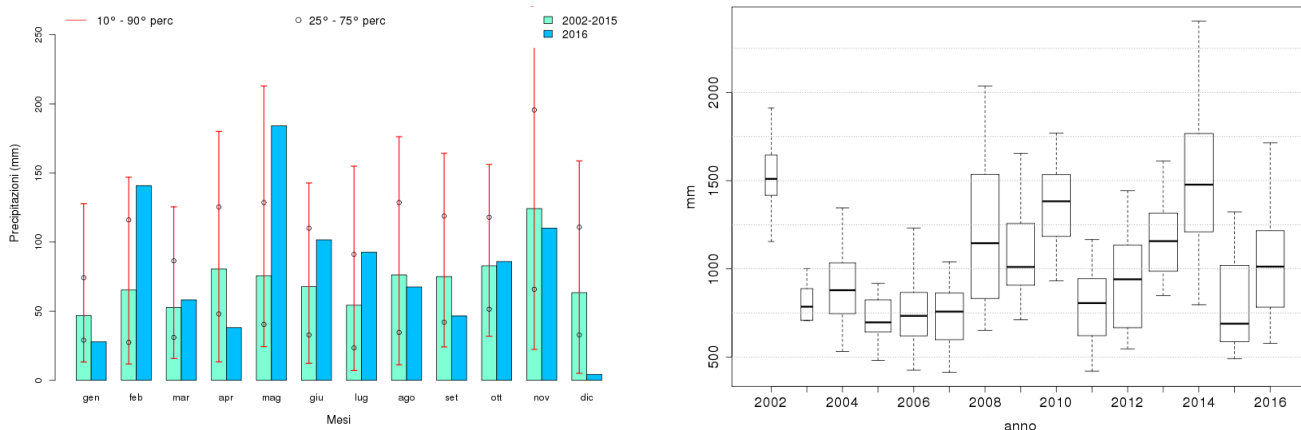 10° - 90° perc
25° - 75° perc
2002-2015
2016
Precipitazioni (mm)
250
200
150
100
50
0
gen feb mar apr mag giu lug ago set ott nov dic
Mesi
mm
2000
1500
1000
500
2002 2004 2006 2008 2010 2012 2014 2016
anno